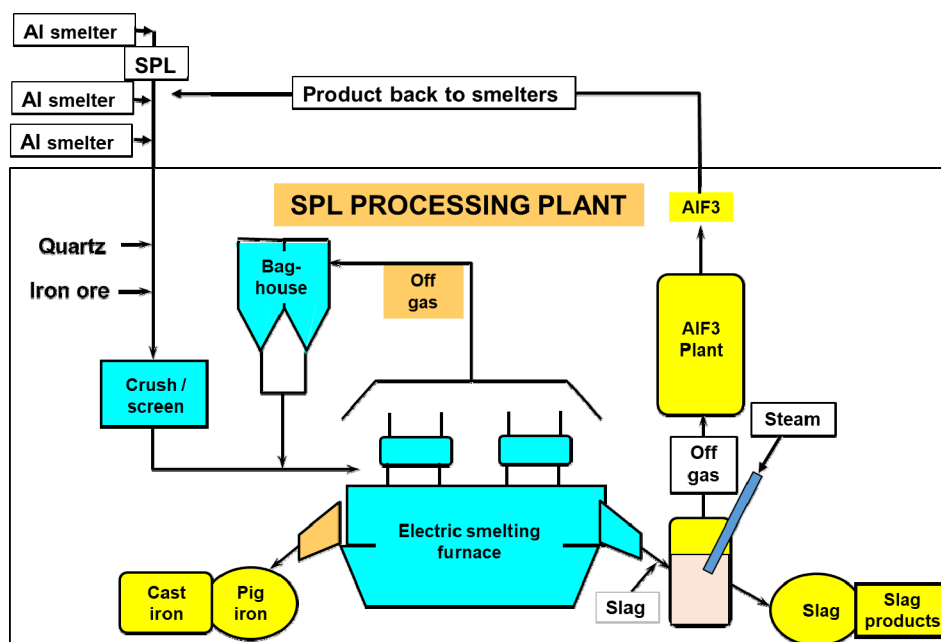 Al smelter
SPL
Al smelter
Product back to smelters
Al smelter
SPL PROCESSING PLANT
AlF3
Quartz
Bag-
house
Off
gas
Iron ore
AlF3
Plant
Crush /
screen
Steam
Off
gas
Electric smelting
furnace
Cast
iron
Pig
iron
Slag
Slag
Slag
products